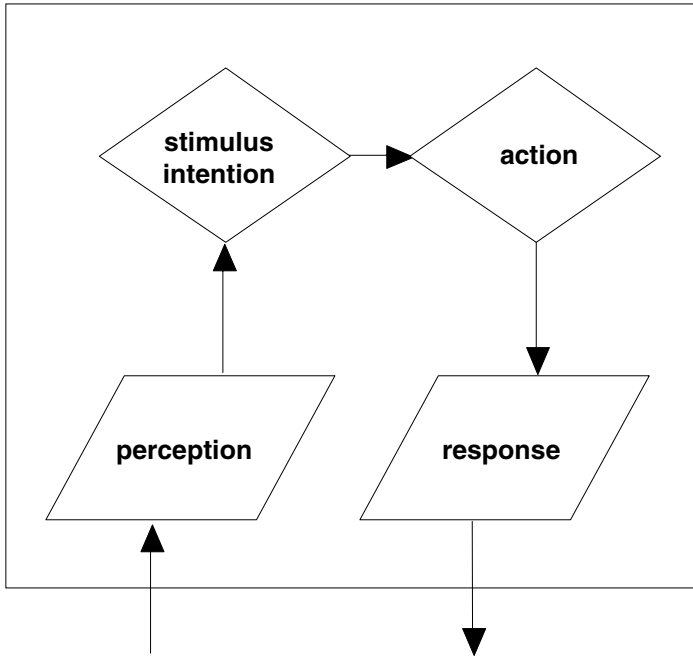 stimulus
intention
action
perception
response